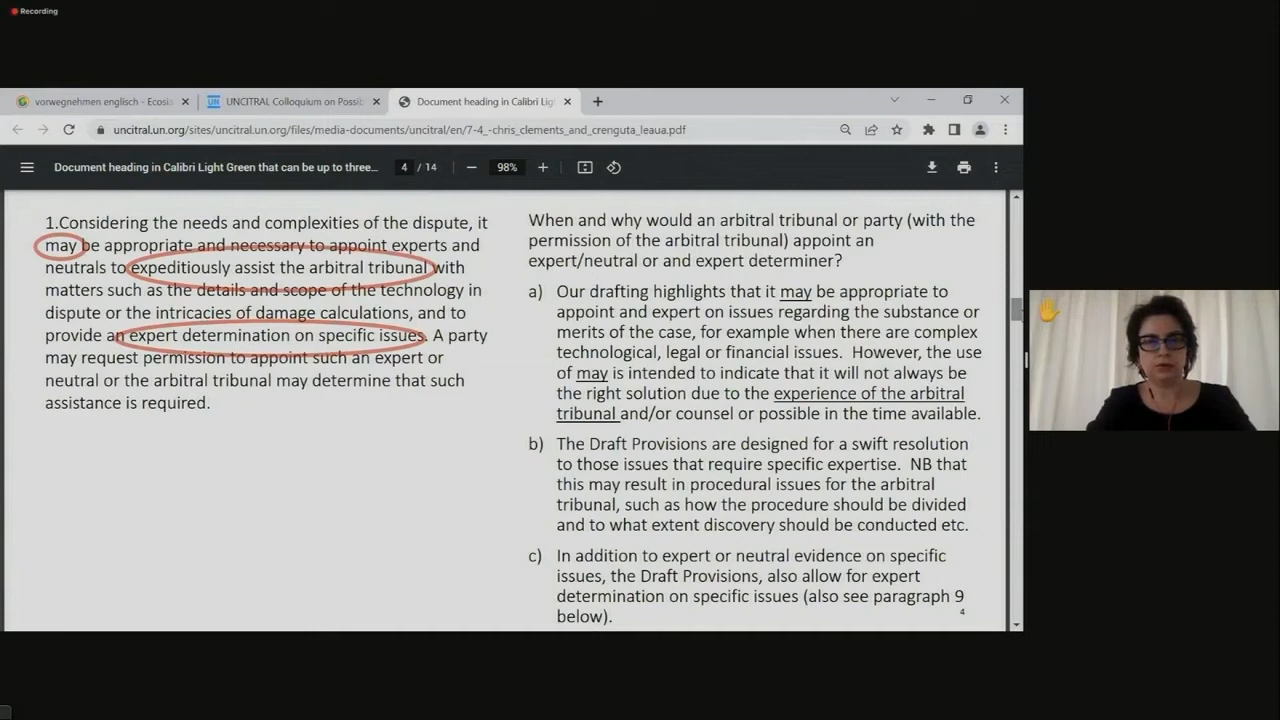 Recording
vorwegnehmen englisch - Ecosi
UNCITRAL Colloquium on Possib
Document heading in Calibri Lig
uncitral.un.org/sites/uncitral.un.org/files/media-documents/uncitral/en/7-4_-chris_clements_and_crenguta_leaua.pdf
Document heading in Calibri Light Green that can be up to three...
4 / 14
98%
1.Considering the needs and complexities of the dispute, it
may be appropriate and necessary to appoint experts and
neutrals to expeditiously assist the arbitral tribunal with
matters such as the details and scope of the technology in
dispute or the intricacies of damage calculations, and to
provide an expert determination on specific issues. A party
may request permission to appoint such an expert or
neutral or the arbitral tribunal may determine that such
assistance is required.
When and why would an arbitral tribunal or party (with the
permission of the arbitral tribunal) appoint an
expert/neutral or and expert determiner?
a) Our drafting highlights that it may be appropriate to
appoint and expert on issues regarding the substance or
merits of the case, for example when there are complex
technological, legal or financial issues. However, the use
of may is intended to indicate that it will not always be
the right solution due to the experience of the arbitral
tribunal and/or counsel or possible in the time available.
b) The Draft Provisions are designed for a swift resolution
to those issues that require specific expertise. NB that
this may result in procedural issues for the arbitral
tribunal, such as how the procedure should be divided
and to what extent discovery should be conducted etc.
c) In addition to expert or neutral evidence on specific
issues, the Draft Provisions, also allow for expert
determination on specific issues (also see paragraph 9
below).
4